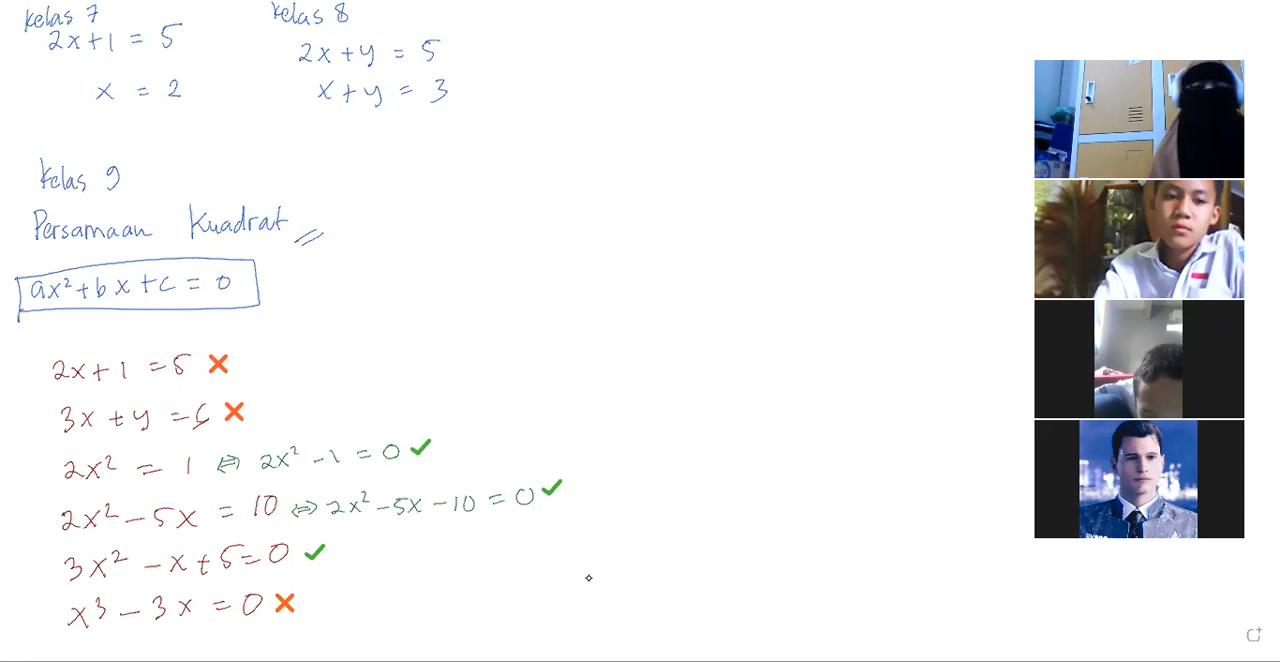 Kelas 7
2x+1 = 5
x = 2
Kelas 8
2x+y = 5
x+y = 3
Kelas 9
Persamaan Kuadrat
ax²+bx+c=0
2x+1 =5 ❌
3x +y = ❌
2x² = 1 ⇔ 2x² -1 = 0 ✔
2x² -5x = 10 ⇔ 2x² -5x -10 = 0 ✔
3x² -x+5=0 ✔
x³ - 3x = 0 ❌